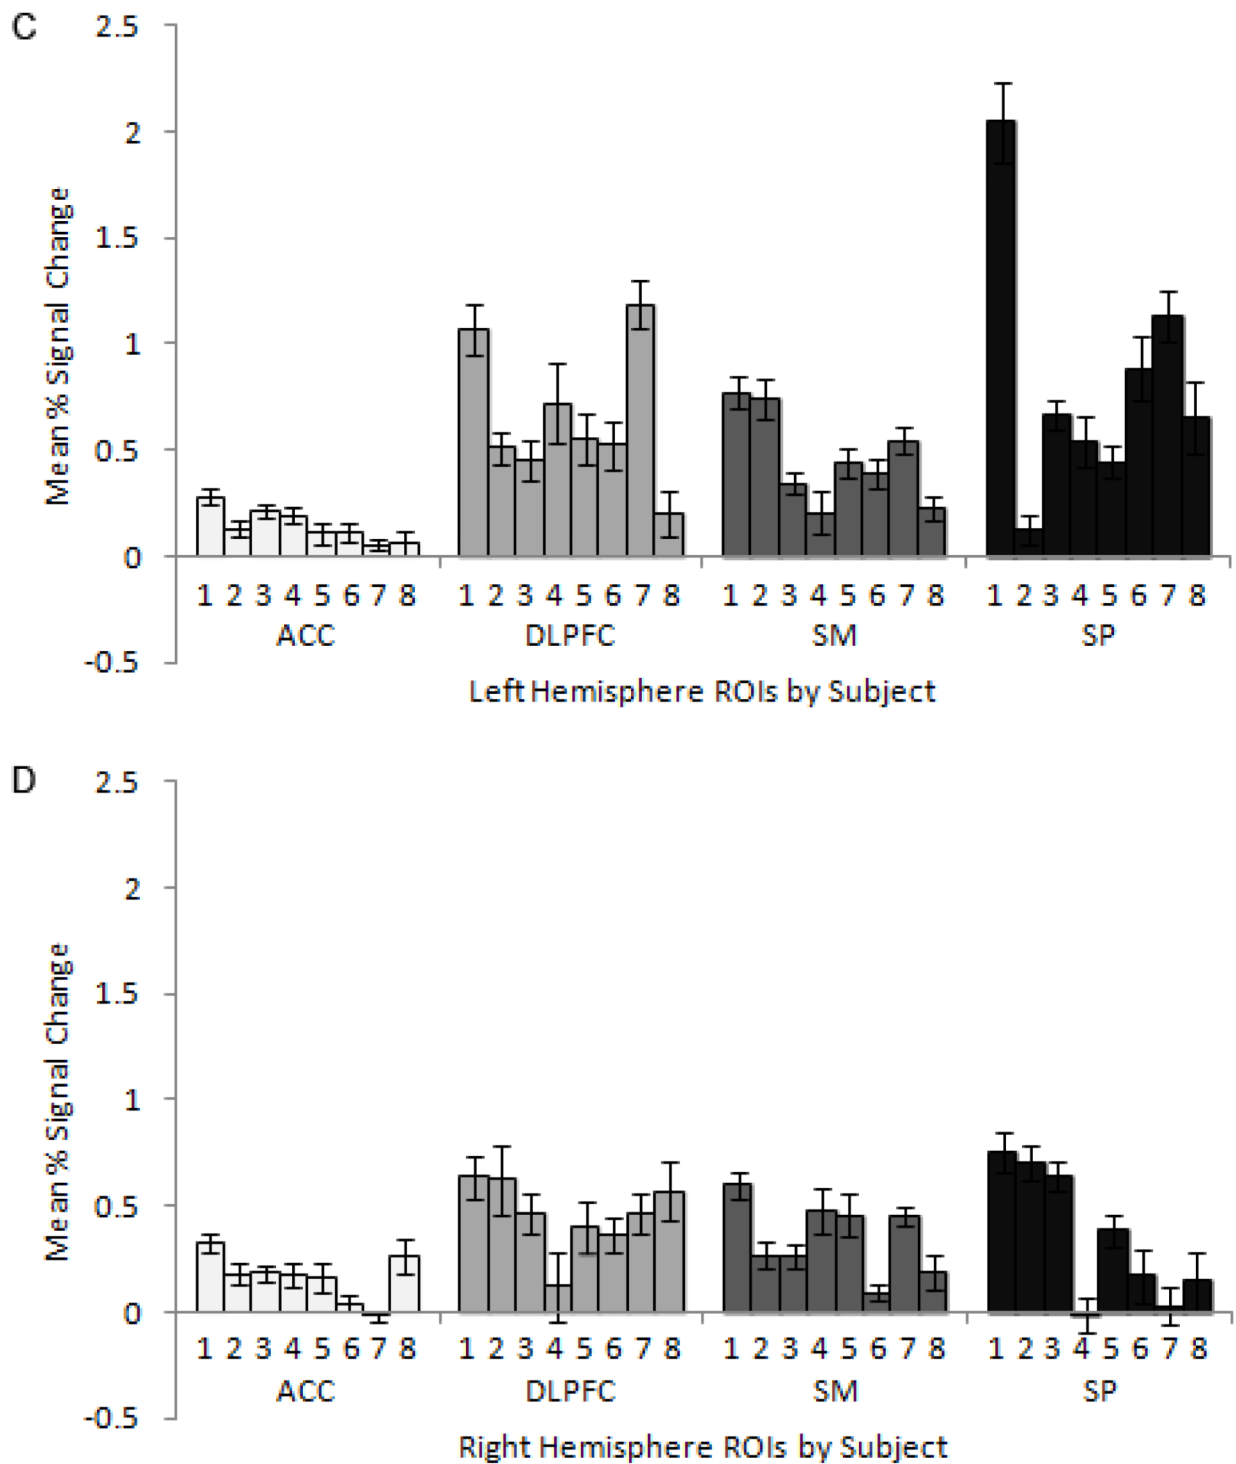 C
2.5
2
1.5
1
0.5
0
-0.5
Mean % Signal Change
1 2 3 4 5 6 7 8 1 2 3 4 5 6 7 8 1 2 3 4 5 6 7 8 1 2 3 4 5 6 7 8
ACC DLPFC SM SP
Left Hemisphere ROIs by Subject
D
2.5
2
1.5
1
0.5
0
-0.5
Mean % Signal Change
1 2 3 4 5 6 7 8 1 2 3 4 5 6 7 8 1 2 3 4 5 6 7 8 1 2 3 4 5 6 7 8
ACC DLPFC SM SP
Right Hemisphere ROIs by Subject